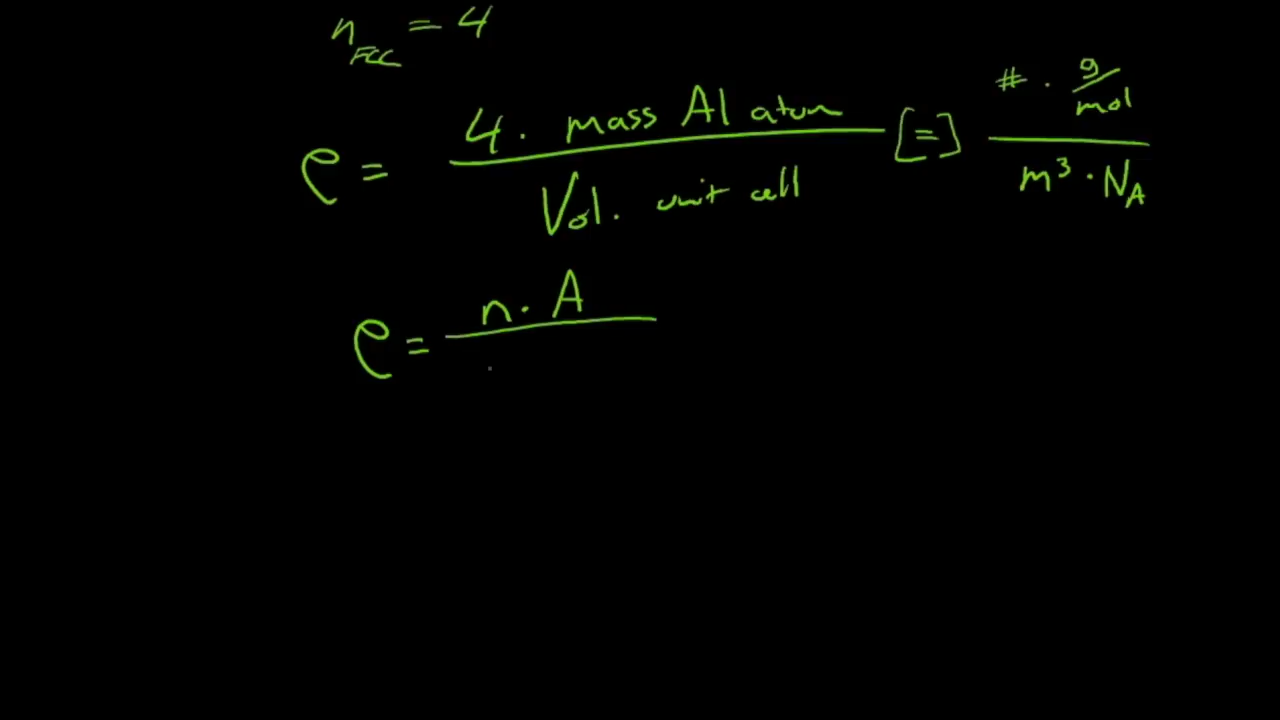 n_FCC = 4
ρ = 4 · mass Al atom / Vol. unit cell [=] # · g/mol / m³ · N_A
ρ = n · A